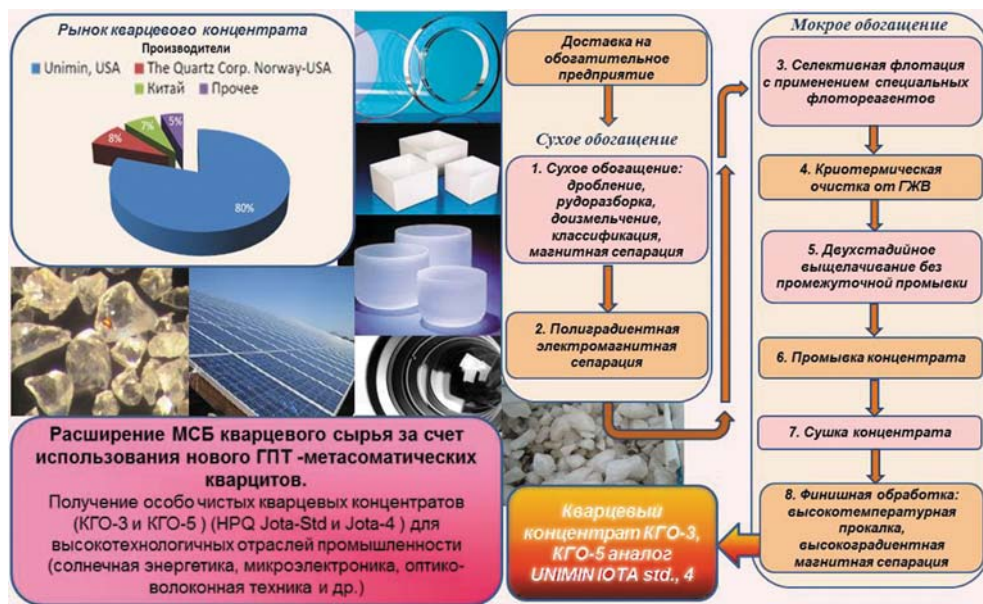 Рынок кварцевого концентрата
Производители
Unimin, USA
The Quartz Corp. Norway-USA
Китай
Прочее
8%
7%
5%
80%
Расширение МСБ кварцевого сырья за счет
использования нового ГПТ -метасоматических
кварцитов.
Получение особо чистых кварцевых концентратов
(КГО-3 и КГО-5 ) (HPQ Jota-Std и Jota-4 ) для
высокотехнологичных отраслей промышленности
(солнечная энергетика, микроэлектроника, оптико-
волоконная техника и др.)
Доставка на
обогатительное
предприятие
Сухое обогащение
1. Сухое обогащение:
дробление,
рудоразборка,
доизмельчение,
классификация,
магнитная сепарация
2. Полиградиентная
электромагнитная
сепарация
Мокрое обогащение
3. Селективная флотация
с применением специальных
флотореагентов
4. Криотермическая
очистка от ГЖВ
5. Двухстадийное
выщелачивание без
промежуточной промывки
6. Промывка концентрата
7. Сушка концентрата
8. Финишная обработка:
высокотемпературная
прокалка,
высокоградиентная
магнитная сепарация
Кварцевый
концентрат КГО-3,
КГО-5 аналог
UNIMIN IOTA std., 4